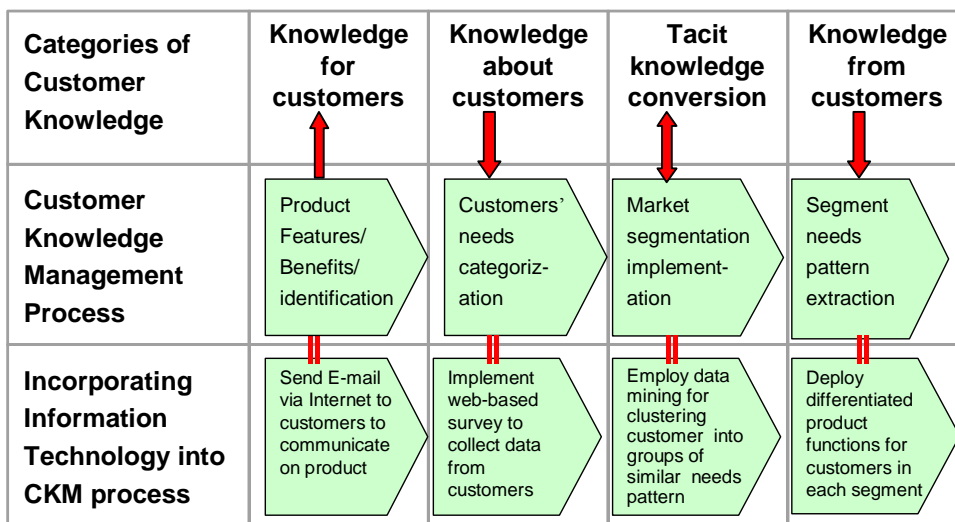 Categories of
Customer
Knowledge
Knowledge
for
customers
Knowledge
about
customers
Tacit
knowledge
conversion
Knowledge
from
customers
Customer
Knowledge
Management
Process
Product
Features/
Benefits/
identification
Customers’
needs
categoriz-
ation
Market
segmentation
implement-
ation
Segment
needs
pattern
extraction
Incorporating
Information
Technology into
CKM process
Send E-mail
via Internet to
customers to
communicate
on product
Implement
web-based
survey to
collect data
from
customers
Employ data
mining for
clustering
customer into
groups of
similar needs
pattern
Deploy
differentiated
product
functions for
customers in
each segment